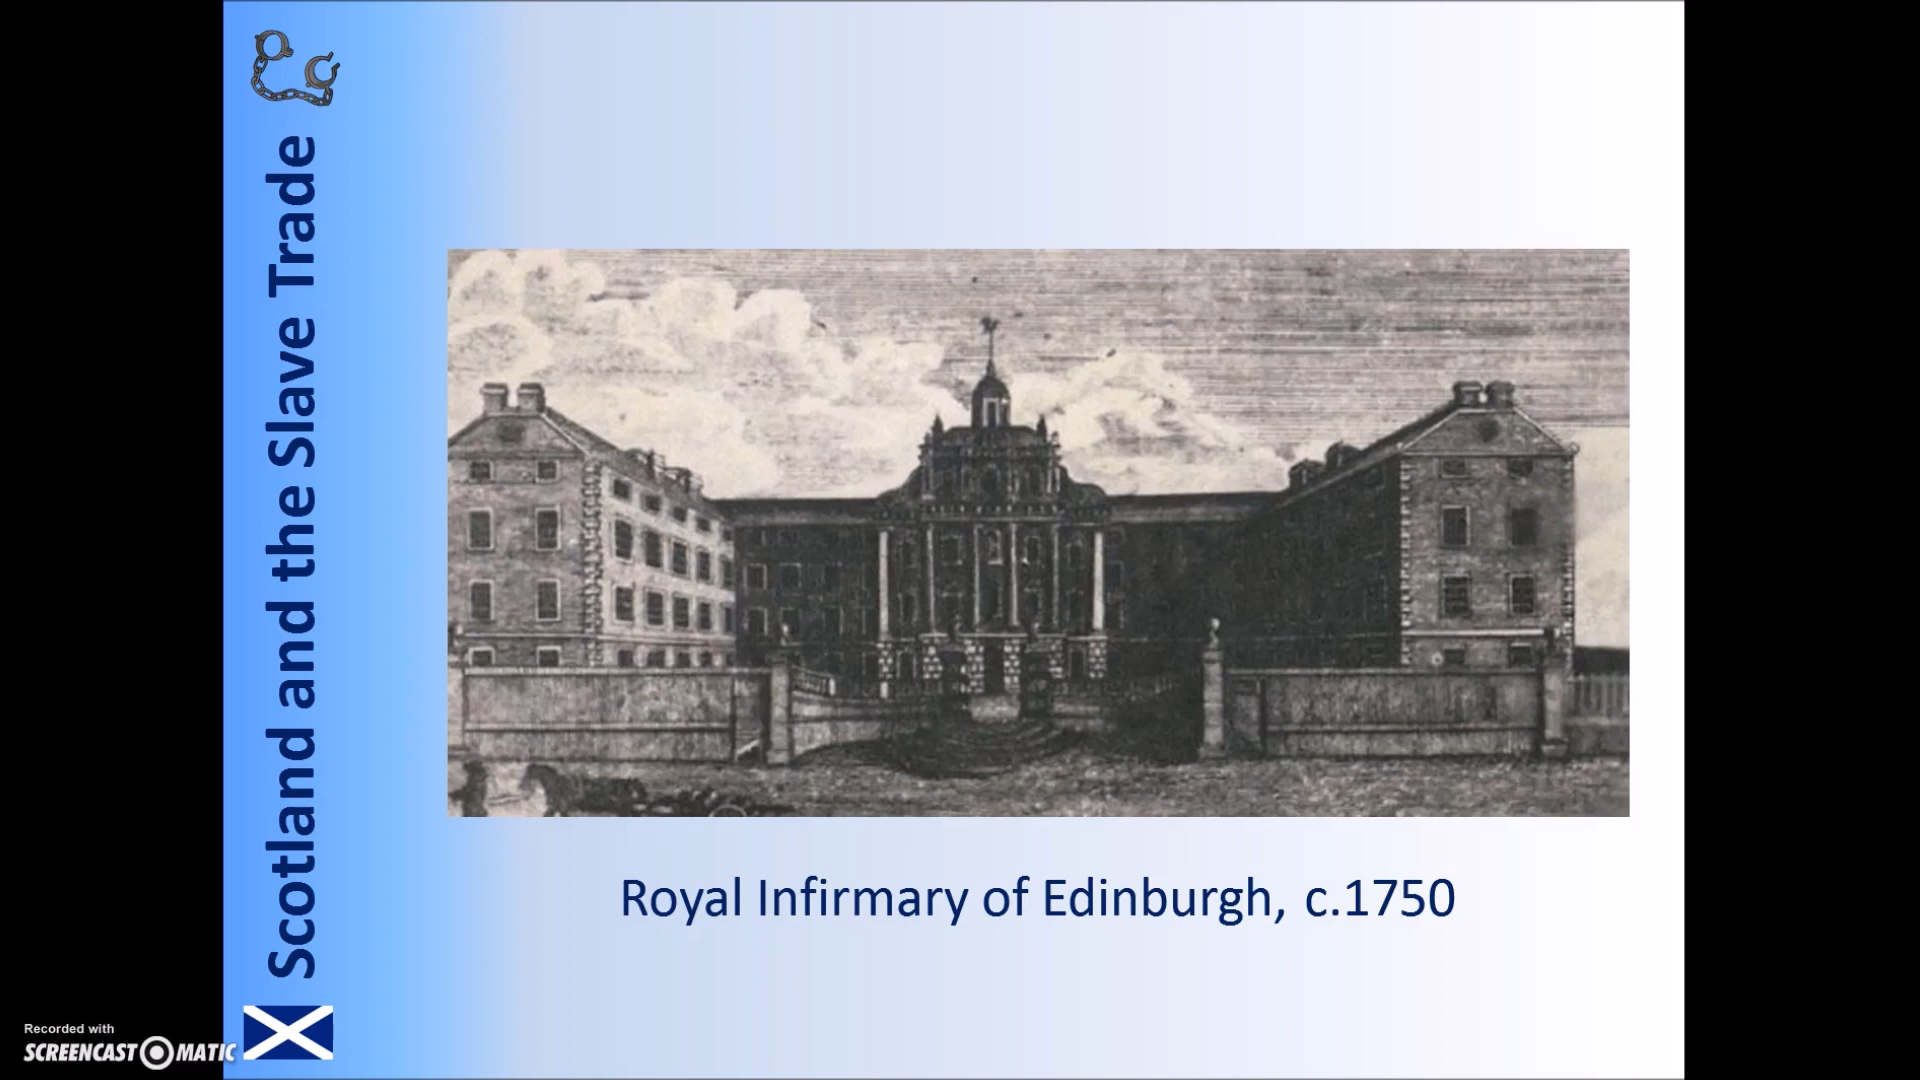 Scotland and the Slave Trade
Royal Infirmary of Edinburgh, c.1750
Recorded with
SCREENCAST MATIC